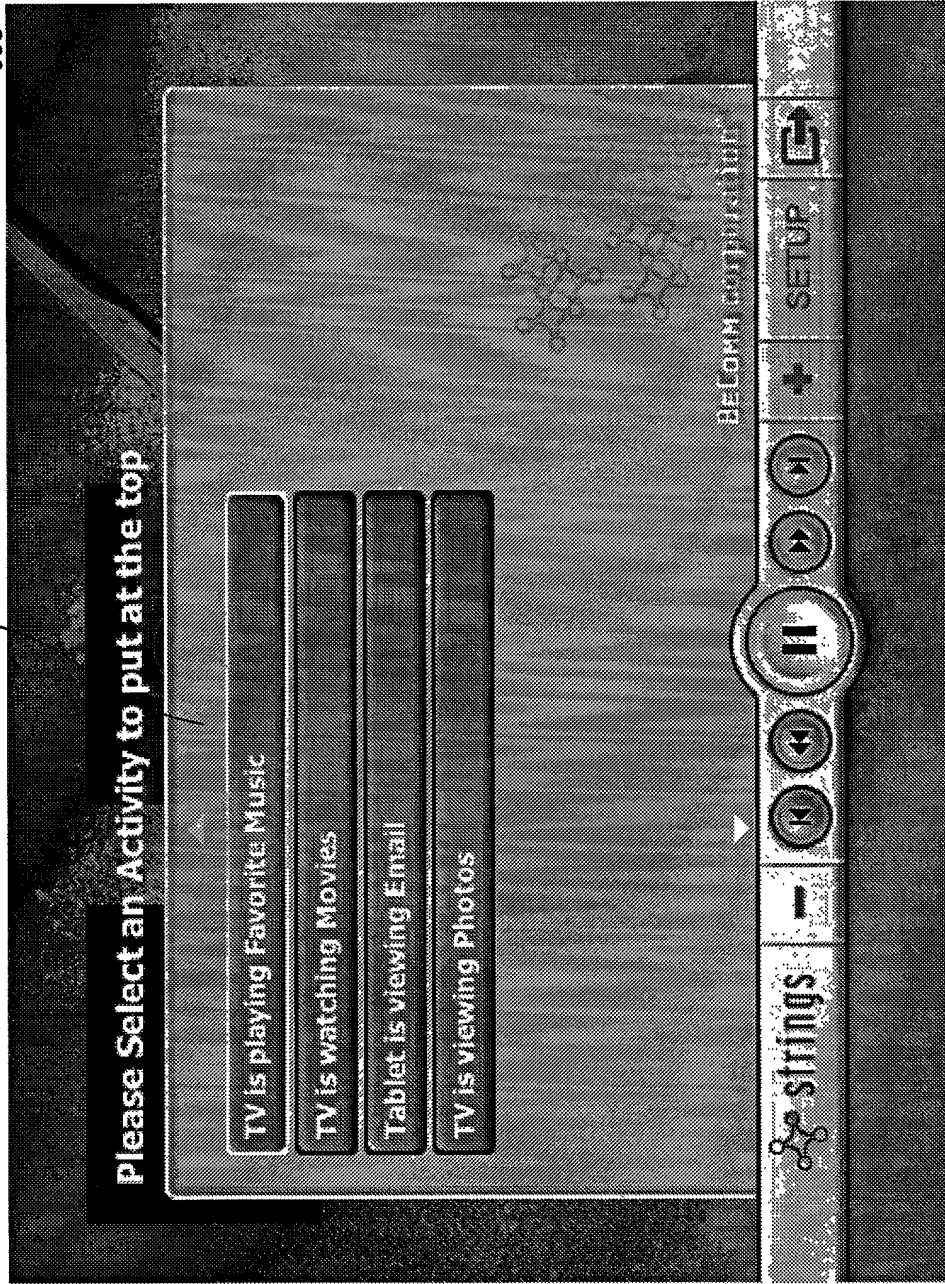 Please Select an Activity to put at the top
TV is playing Favorite Music
TV is watching Movies
Tablet is viewing Email
TV is viewing Photos
BeComm Corporation
strings
SETUP